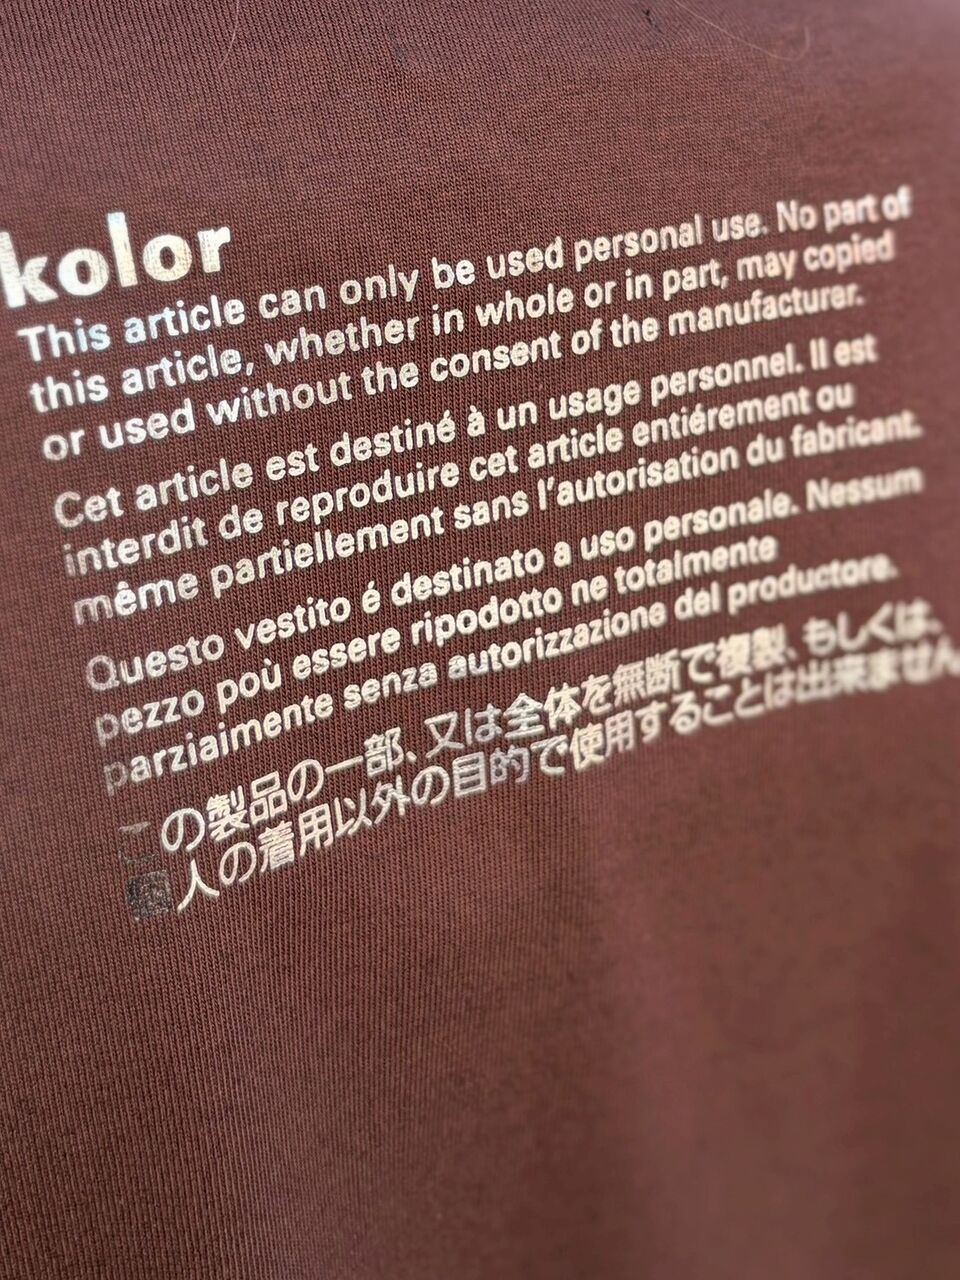 kolor
This article can only be used personal use. No part of
this article, whether in whole or in part, may copied
or used without the consent of the manufacturer.
Cet article est destiné à un usage personnel. Il est
interdit de reproduire cet article entiérement ou
même partiellement sans l'autorisation du fabricant.
Questo vestito é destinato a uso personale. Nessum
pezzo poù essere ripodotto ne totalmente
parziaimente senza autorizzazione del productore.
この製品の一部、又は全体を無断で複製、もしくは、
人の着用以外の目的で使用することは出来ません